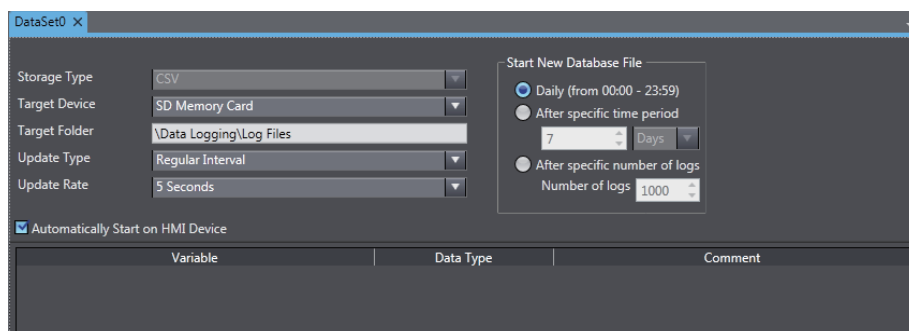 DataSet0 ×
Storage Type CSV
Target Device SD Memory Card
Target Folder \Data Logging\Log Files
Update Type Regular Interval
Update Rate 5 Seconds
Automatically Start on HMI Device
Start New Database File
Daily (from 00:00 - 23:59)
After specific time period
7 Days
After specific number of logs
Number of logs 1000
Variable Data Type Comment